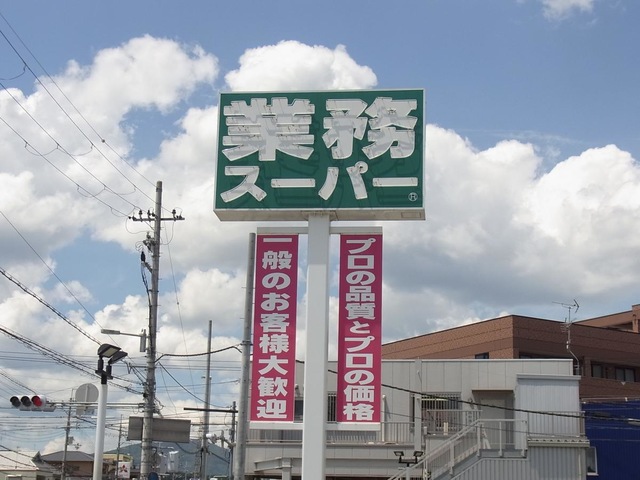 業務
スーパー
プロの品質とプロの価格
一般のお客様大歓迎